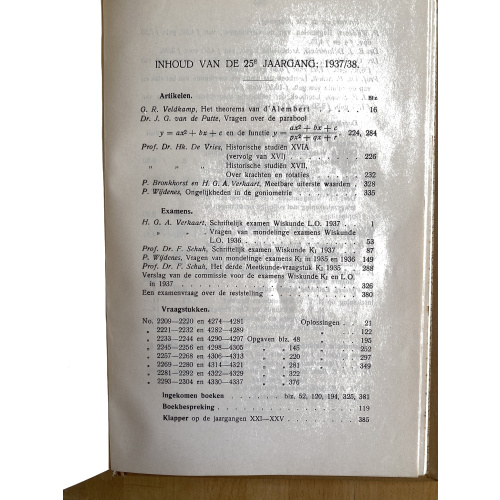 INHOUD VAN DE 25e JAARGANG; 1937/38.
Artikelen.
Blz
G. R. Veldkamp, Het theorema van d'Alembert . . . . . . 16
Dr. J. G. van de Putte, Vragen over de parabool
y = ax² + bx + c en de functie y = (ax² + bx + c)/(px² + qx + r) . 224, 284
Prof. Dr. Hk. De Vries, Historische studiën XVIA
(vervolg van XVI) . . . . . . 226
„ „ „ Historische studiën XVII,
Over krachten en rotaties . . . 232
P. Bronkhorst en H. G. A. Verkaart, Meetbare uiterste waarden . 328
P. Wijdenes, Ongelijkheden in de goniometrie . . . . . 335
Examens.
H. G. A. Verkaart, Schriftelijk examen Wiskunde L.O. 1937 . . . 1
„ „ „ Vragen van mondelinge examens Wiskunde
L.O. 1936 . . . . . . 53
Prof. Dr. F. Schuh, Schriftelijk examen Wiskunde K₁ 1937 . . 87
P. Wijdenes, Vragen van mondelinge examens K₁ in 1935 en 1936 149
Prof. Dr. F. Schuh, Het derde Meetkunde-vraagstuk K₁ 1935 . . 288
Verslag van de commissie voor de examens Wiskunde K₁ en L.O.
in 1937 . . . . . . 326
Een examenvraag over de reststelling . . . . . . 380
Vraagstukken.
No. 2209—2220 en 4274—4281 Oplossingen . . 21
„ 2221—2232 en 4282—4289 „ . . 122
„ 2233—2244 en 4290—4297 Opgaven blz. 48 „ . . 195
„ 2245—2256 en 4298—4305 „ „ 145 „ . . 252
„ 2257—2268 en 4306—4313 „ „ 220 „ . . 297
„ 2269—2280 en 4314—4321 „ „ 281 „ . . 349
„ 2281—2292 en 4322—4329 „ „ 322
„ 2293—2304 en 4330—4337 „ „ 376
Ingekomen boeken . . . . . blz. 52, 120, 194, 325, 381
Boekbespreking . . . . . . 119
Klapper op de jaargangen XXI—XXV . . . . . . 385